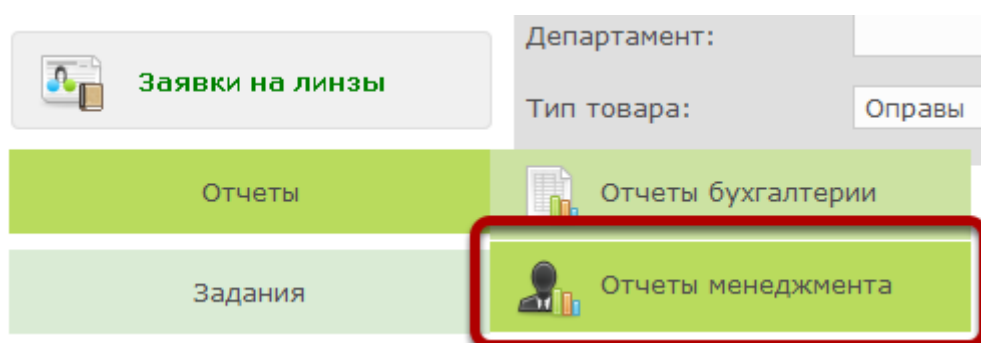 Департамент:
Заявки на линзы
Тип товара:
Оправы
Отчеты
Отчеты бухгалтерии
Задания
Отчеты менеджмента